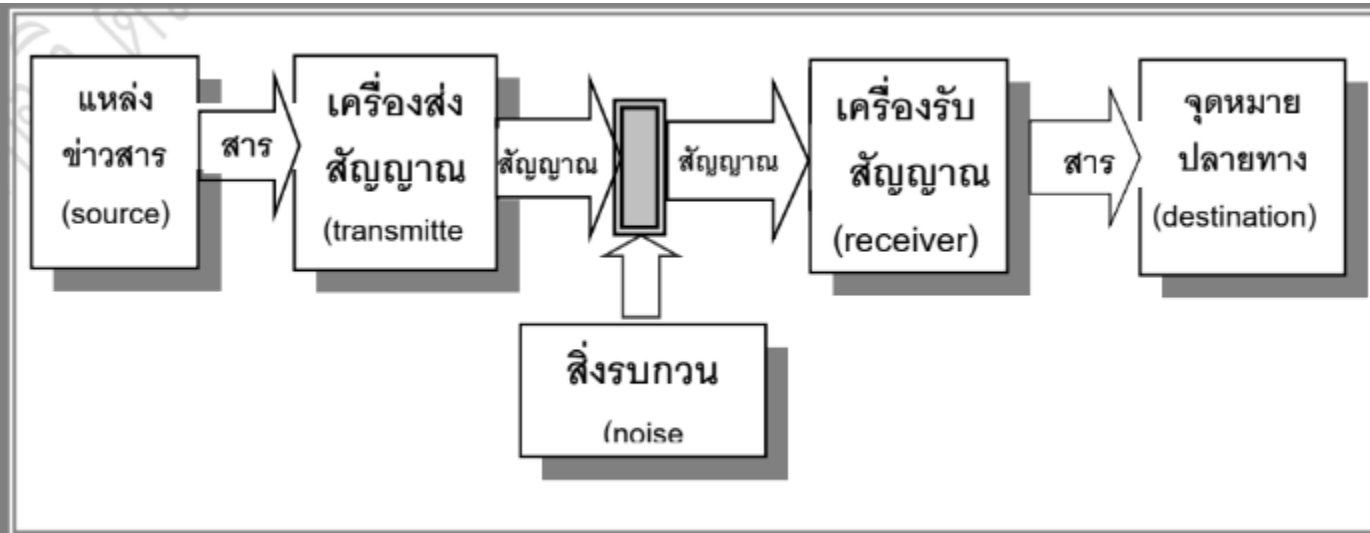 แหล่ง
ข่าวสาร
(source)
สาร
เครื่องส่ง
สัญญาณ
(transmitte
สัญญาณ
สัญญาณ
เครื่องรับ
สัญญาณ
(receiver)
สาร
จุดหมาย
ปลายทาง
(destination)
สิ่งรบกวน
(noise